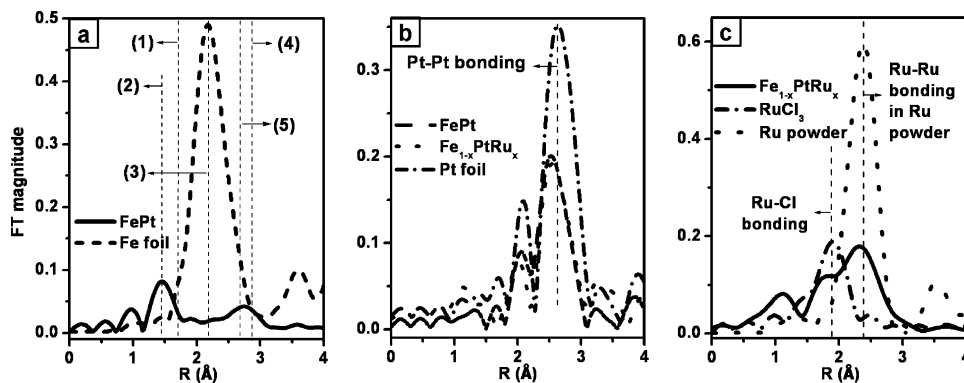 a
(1)
(2)
(3)
(4)
(5)
FePt
Fe foil
FT magnitude
0.5
0.4
0.3
0.2
0.1
0.0
0 1 2 3 4
R (Å)
b
Pt-Pt bonding
FePt
Fe1-xPtRux
Pt foil
0.3
0.2
0.1
0.0
0 1 2 3 4
R (Å)
c
Fe1-xPtRux
RuCl3
Ru powder
Ru-Ru
bonding
in Ru
powder
Ru-Cl
bonding
0.6
0.4
0.2
0.0
0 1 2 3 4
R (Å)